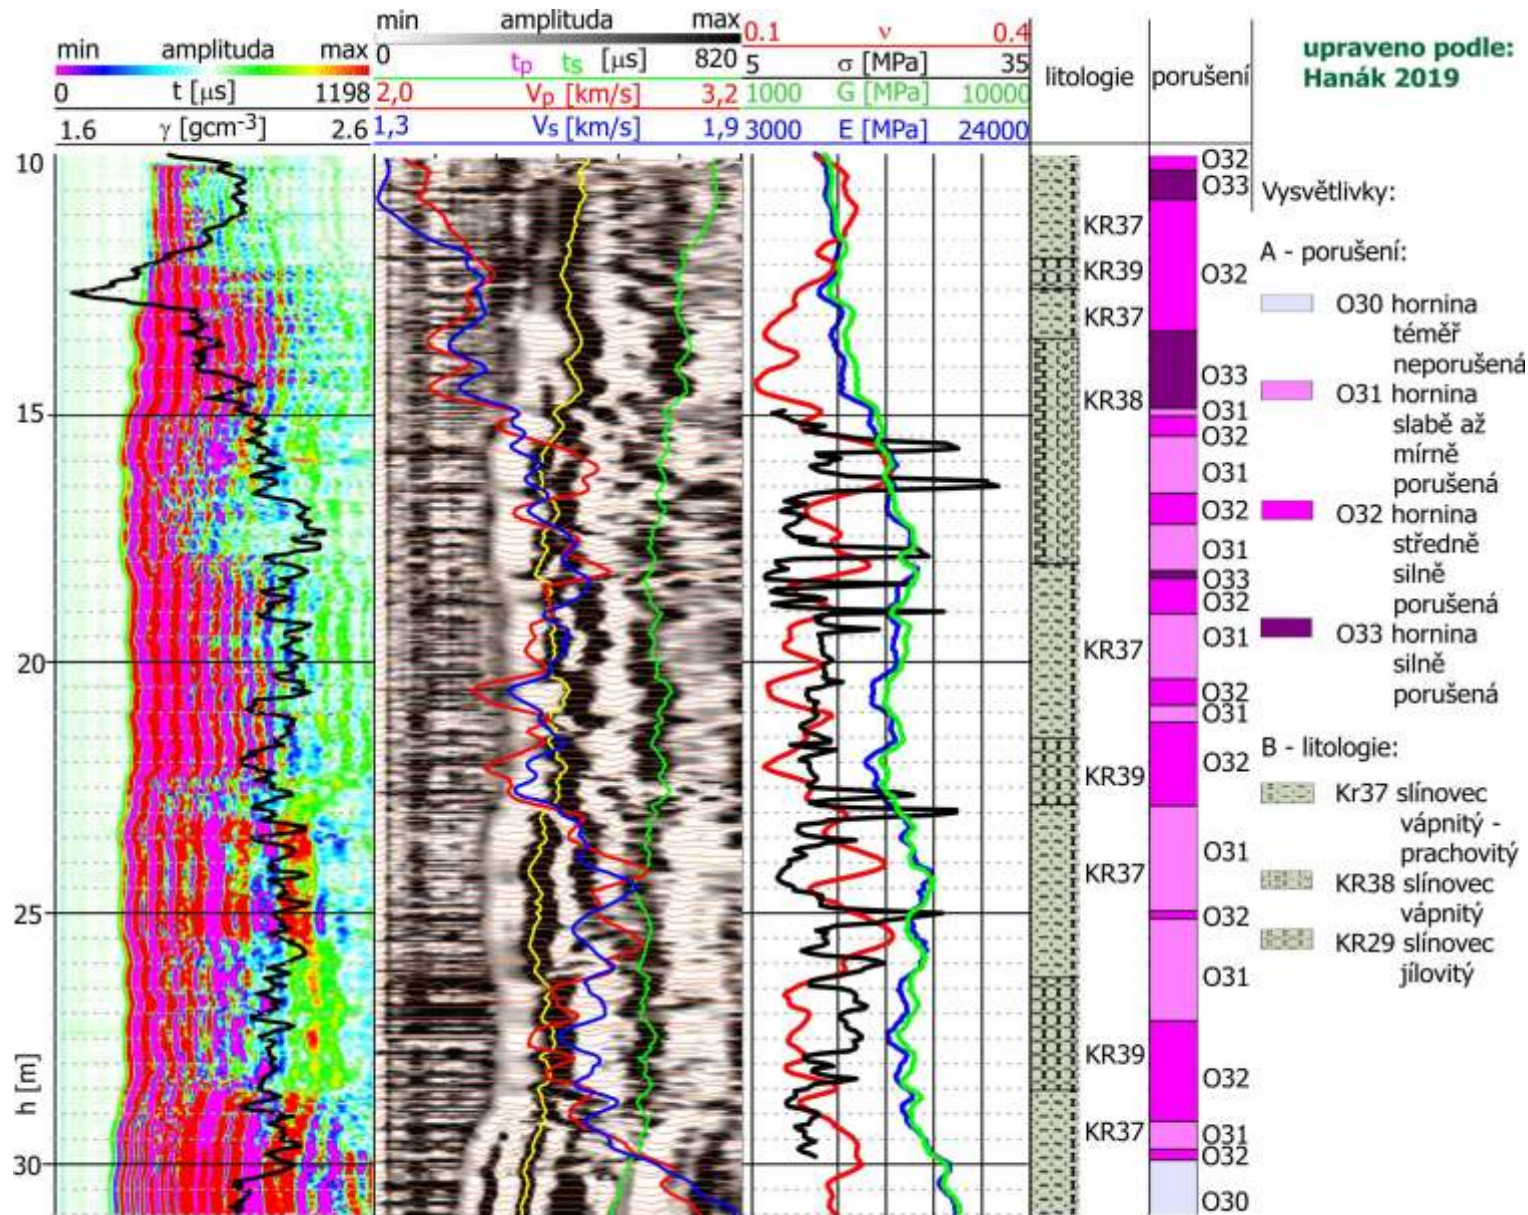 min amplituda max
0 t [µs] 1198
1.6 γ [gcm-3] 2.6
min amplituda max
0 tp ts [µs] 820
2,0 Vp [km/s] 3,2
1,3 Vs [km/s] 1,9
0.1 ν 0.4
5 σ [MPa] 35
1000 G [MPa] 10000
3000 E [MPa] 24000
litologie
porušení
upraveno podle:
Hanák 2019
10
15
20
25
30
h [m]
KR37
KR39
KR37
KR38
KR37
KR39
KR37
KR39
KR37
O32
O33
O32
O33
O31
O32
O31
O32
O31
O33
O32
O31
O32
O31
O32
O31
O32
O31
O32
O31
O32
O30
Vysvětlivky:
A - porušení:
O30 hornina
téměř
neporušená
O31 hornina
slabě až
mírně
porušená
O32 hornina
středně
silně
porušená
O33 hornina
silně
porušená
B - litologie:
Kr37 slínovec
vápnitý -
prachovitý
KR38 slínovec
vápnitý
KR29 slínovec
jílovitý